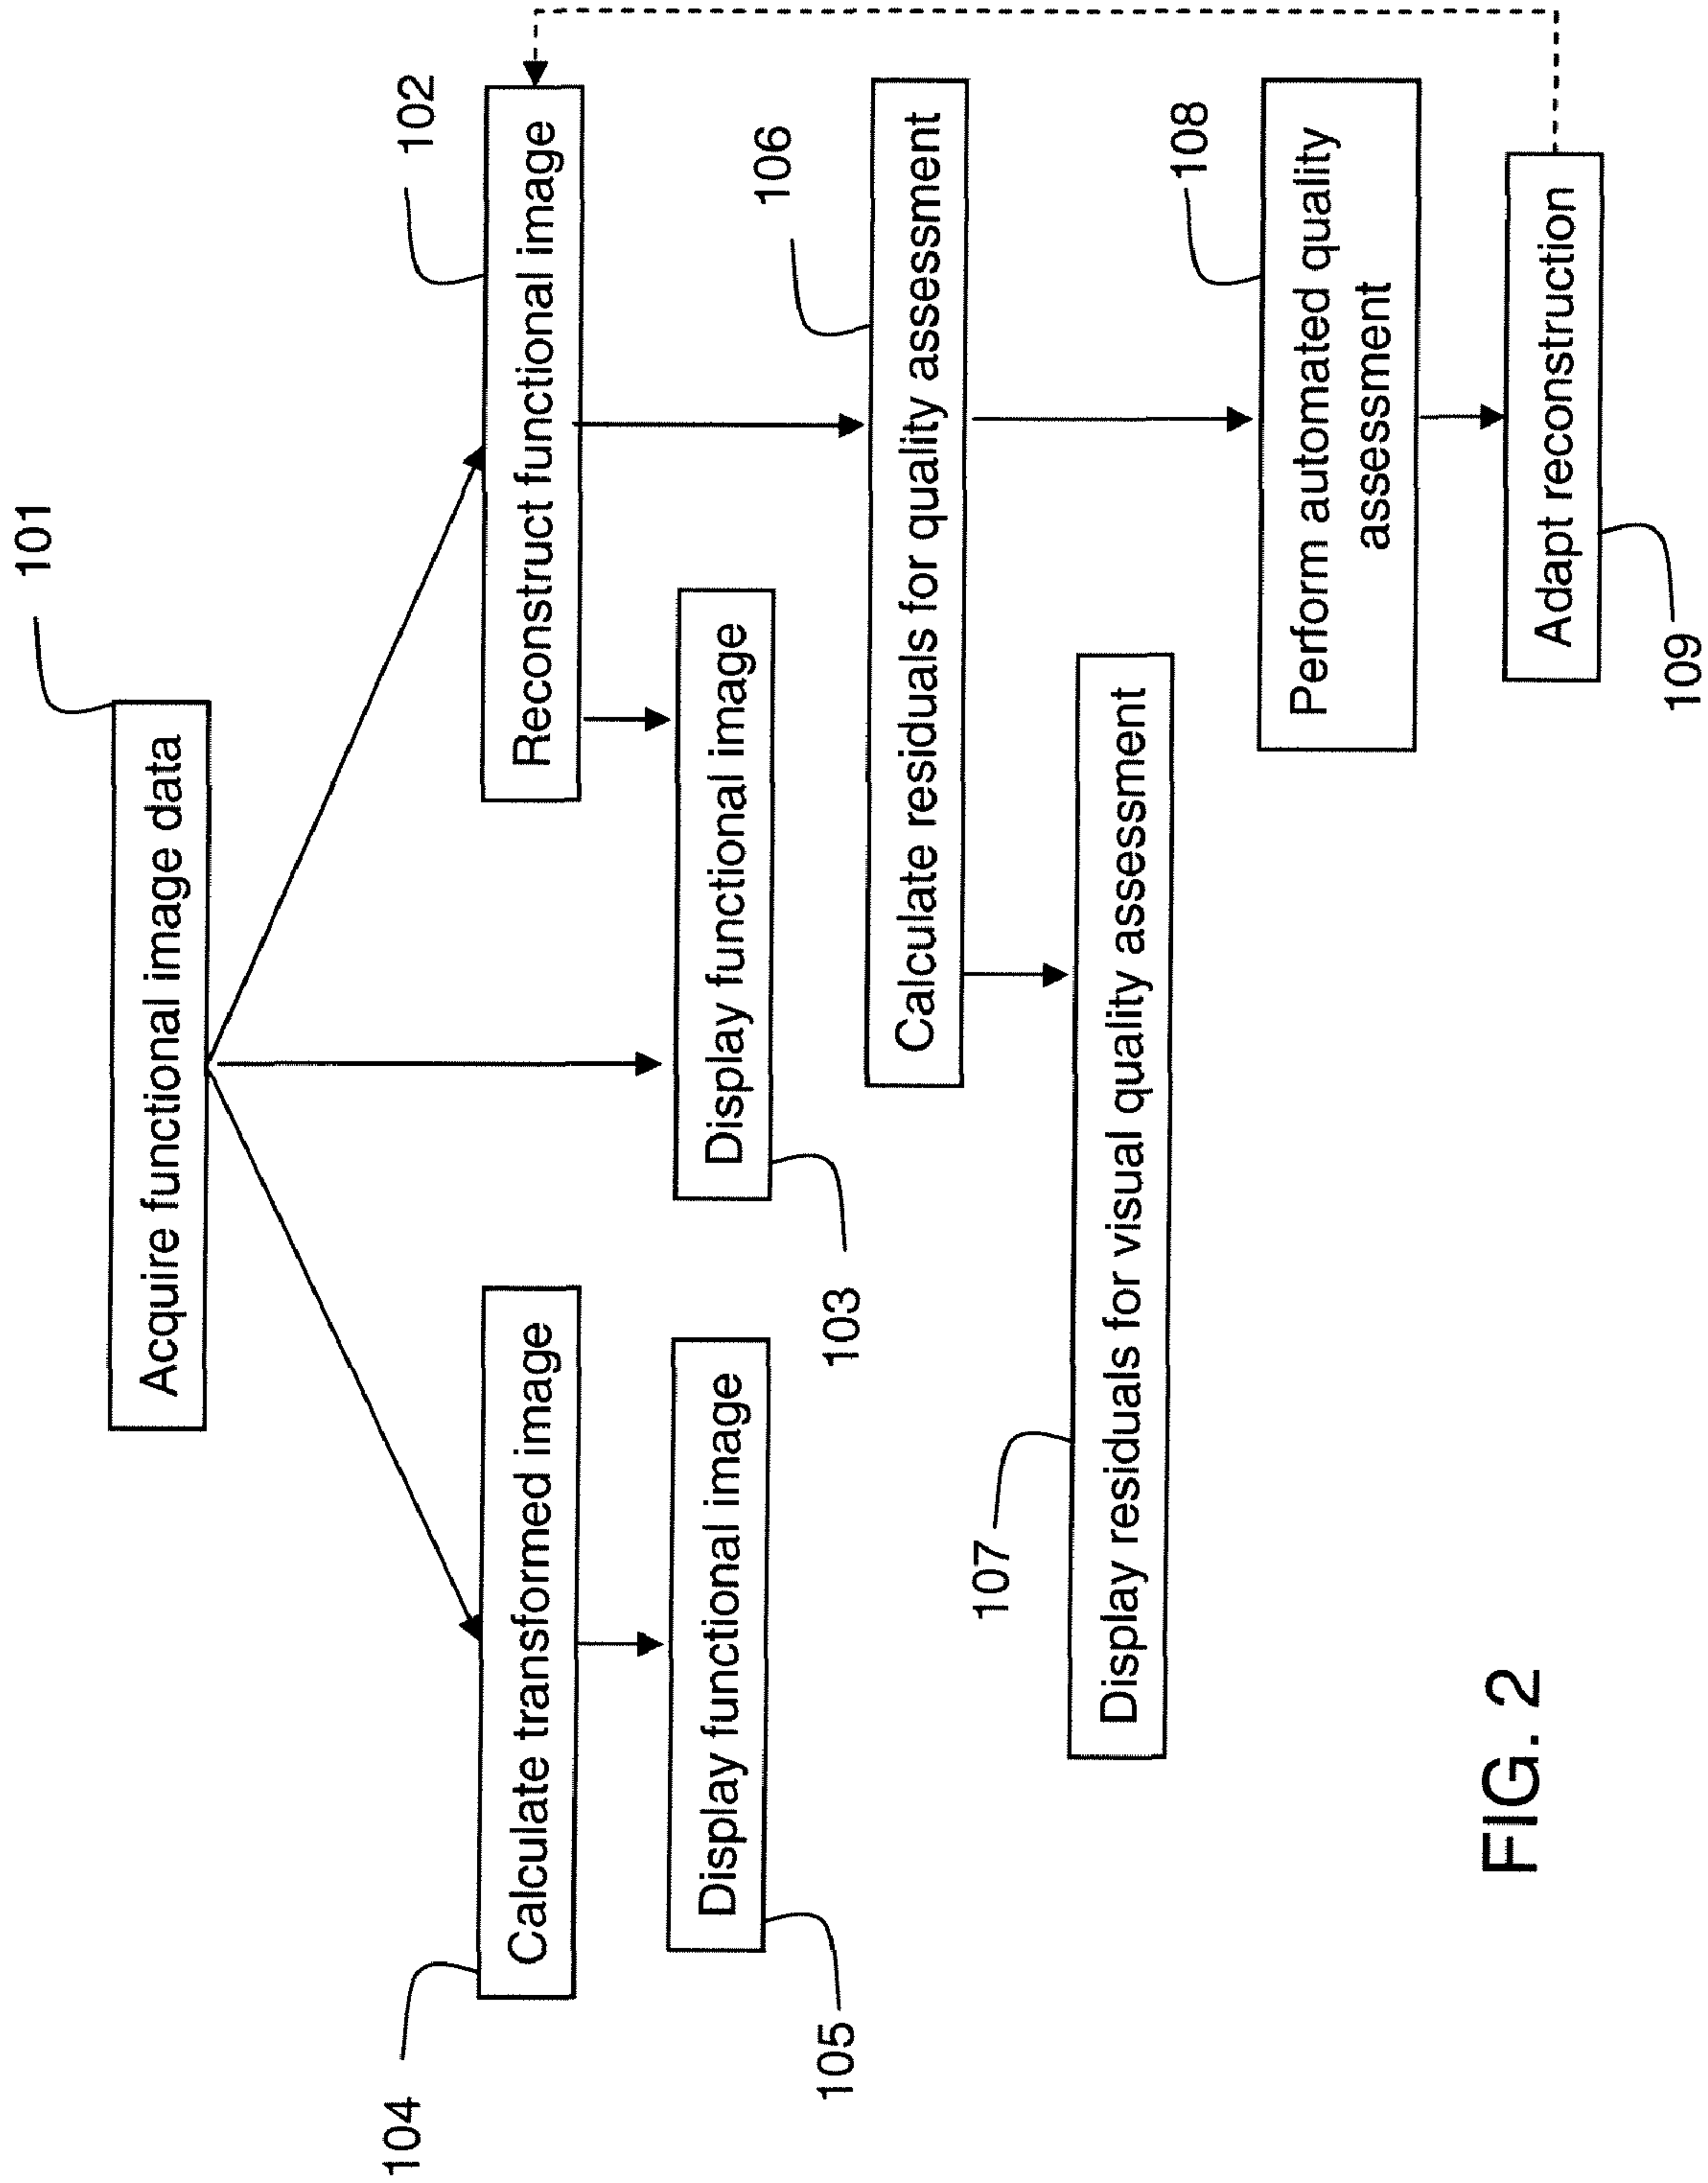 101
Acquire functional image data
104
Calculate transformed image
102
Reconstruct functional image
105
Display functional image
103
Display functional image
106
Calculate residuals for quality assessment
107
Display residuals for visual quality assessment
108
Perform automated quality
assessment
Adapt reconstruction
109
FIG. 2